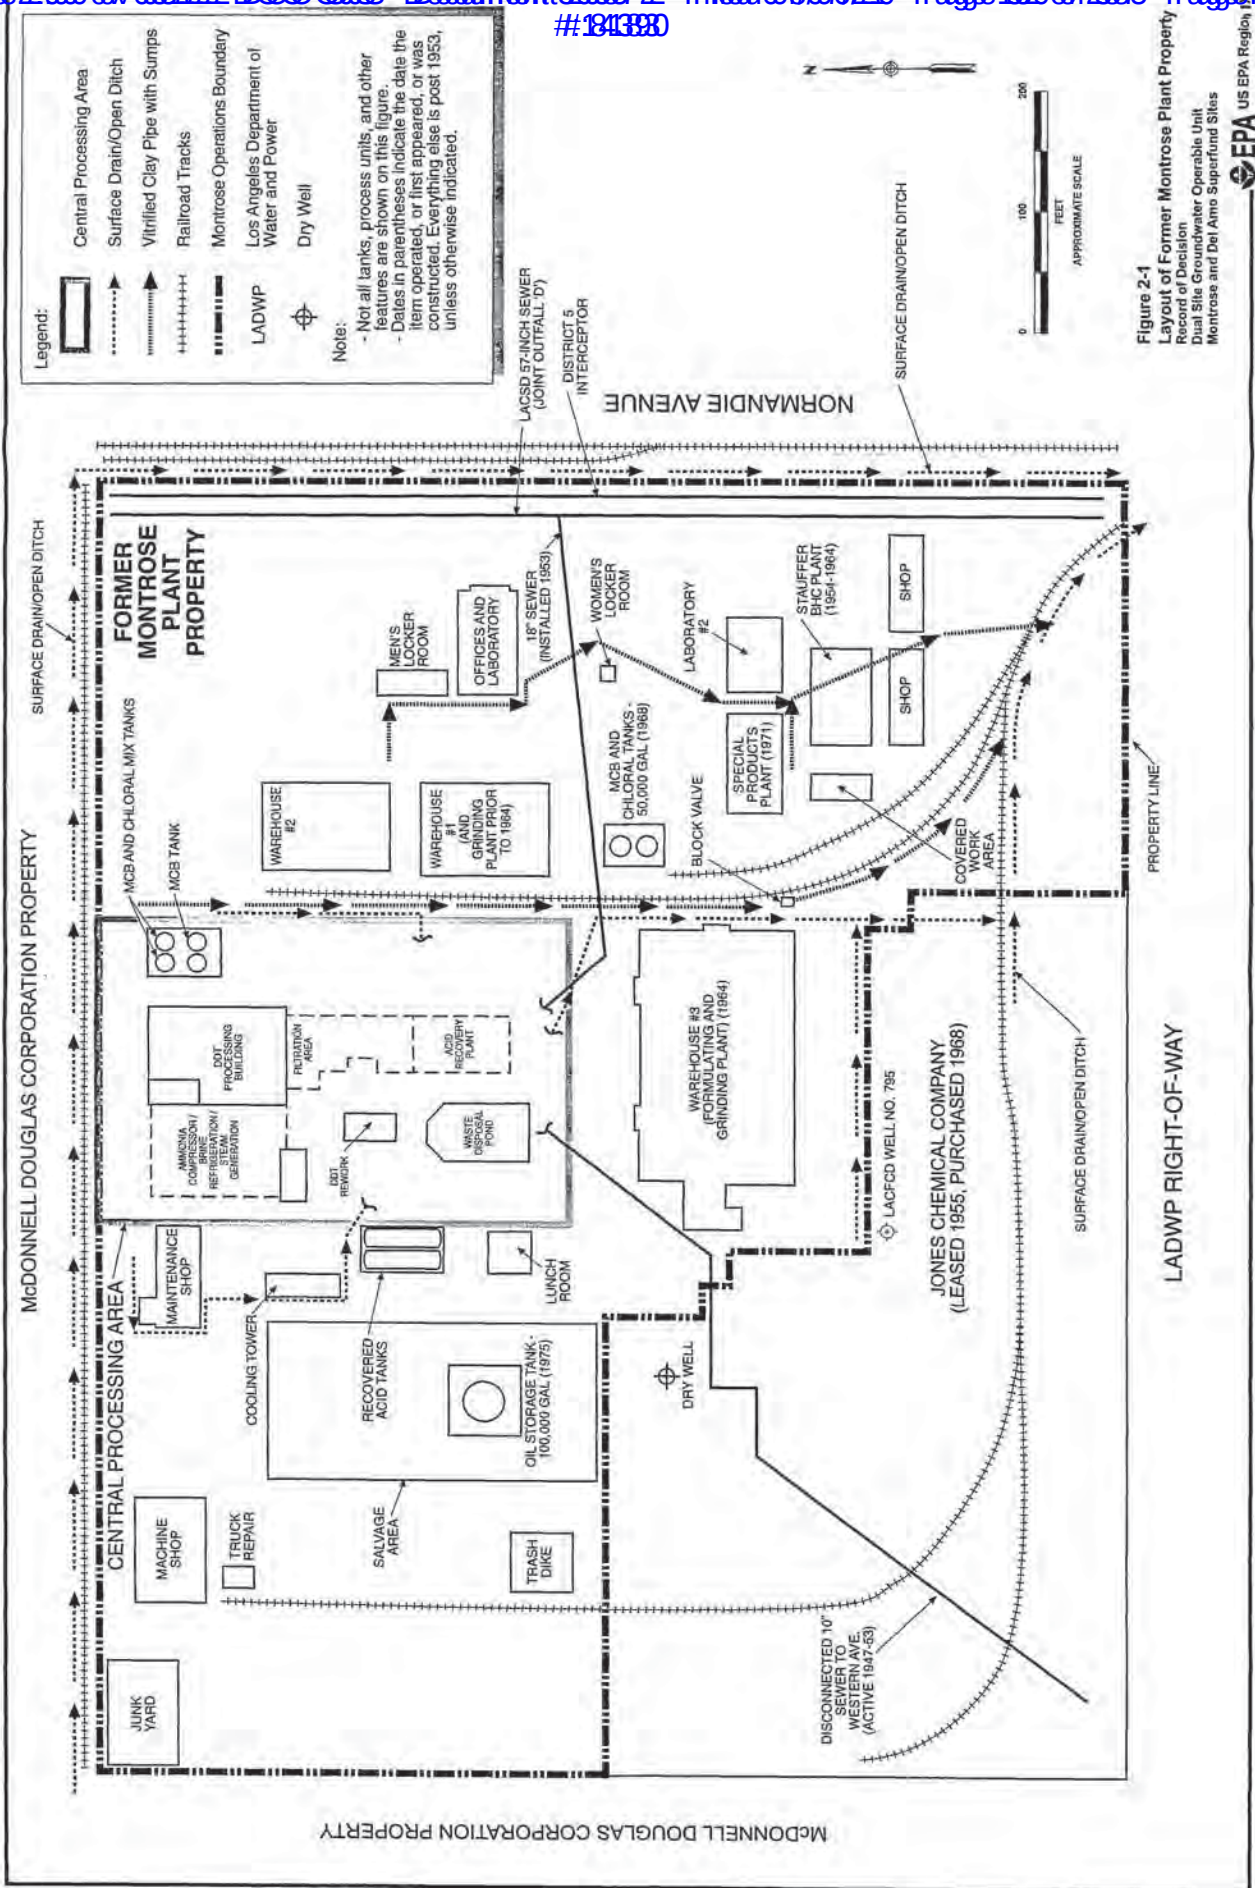 #:14390
McDONNELL DOUGLAS CORPORATION PROPERTY
SURFACE DRAIN/OPEN DITCH
Legend:
Central Processing Area
Surface Drain/Open Ditch
Vitrified Clay Pipe with Sumps
Railroad Tracks
Montrose Operations Boundary
LADWP
Los Angeles Department of
Water and Power
Dry Well
Note:
- Not all tanks, process units, and other
features are shown on this figure.
- Dates in parentheses indicate the date the
item operated, or first appeared, or was
constructed. Everything else is post 1953,
unless otherwise indicated.
JUNK
YARD
MACHINE
SHOP
TRUCK
REPAIR
CENTRAL PROCESSING AREA
MAINTENANCE
SHOP
COOLING TOWER
RECOVERED
ACID TANKS
SALVAGE
AREA
OIL STORAGE TANK -
100,000 GAL (1975)
TRASH
DIKE
LUNCH
ROOM
AMMONIA
COMPRESSION/
BRINE
REFRIGERATION/
STEAM
GENERATION
DDT
PROCESSING
BUILDING
FILTRATION
AREA
DDT
REWORK
WASTE
DISPOSAL
POND
ACID
RECOVERY
PLANT
MCB AND CHLORAL MIX TANKS
MCB TANK
FORMER
MONTROSE
PLANT
PROPERTY
WAREHOUSE
#2
WAREHOUSE
#1
(AND
GRINDING
PLANT PRIOR
TO 1964)
MEN'S
LOCKER
ROOM
OFFICES AND
LABORATORY
18" SEWER
(INSTALLED 1953)
WOMEN'S
LOCKER
ROOM
LACSD 57-INCH SEWER
(JOINT OUTFALL 'D')
DISTRICT 5
INTERCEPTOR
NORMANDIE AVENUE
MCB AND
CHLORAL TANKS -
50,000 GAL (1968)
BLOCK VALVE
LABORATORY
#2
SPECIAL
PRODUCTS
PLANT (1971)
STAUFFER
BHC PLANT
(1954-1964)
COVERED
WORK
AREA
SHOP
SHOP
SURFACE DRAIN/OPEN DITCH
WAREHOUSE #3
(FORMULATING AND
GRINDING PLANT) (1964)
DRY WELL
LACFCD WELL NO. 795
JONES CHEMICAL COMPANY
(LEASED 1955, PURCHASED 1968)
DISCONNECTED 10"
SEWER TO
WESTERN AVE.
(ACTIVE 1947-53)
SURFACE DRAIN/OPEN DITCH
PROPERTY LINE
LADWP RIGHT-OF-WAY
McDONNELL DOUGLAS CORPORATION PROPERTY
N
0 100 200
FEET
APPROXIMATE SCALE
Figure 2-1
Layout of Former Montrose Plant Property
Record of Decision
Dual Site Groundwater Operable Unit
Montrose and Del Amo Superfund Sites
EPA US EPA Region